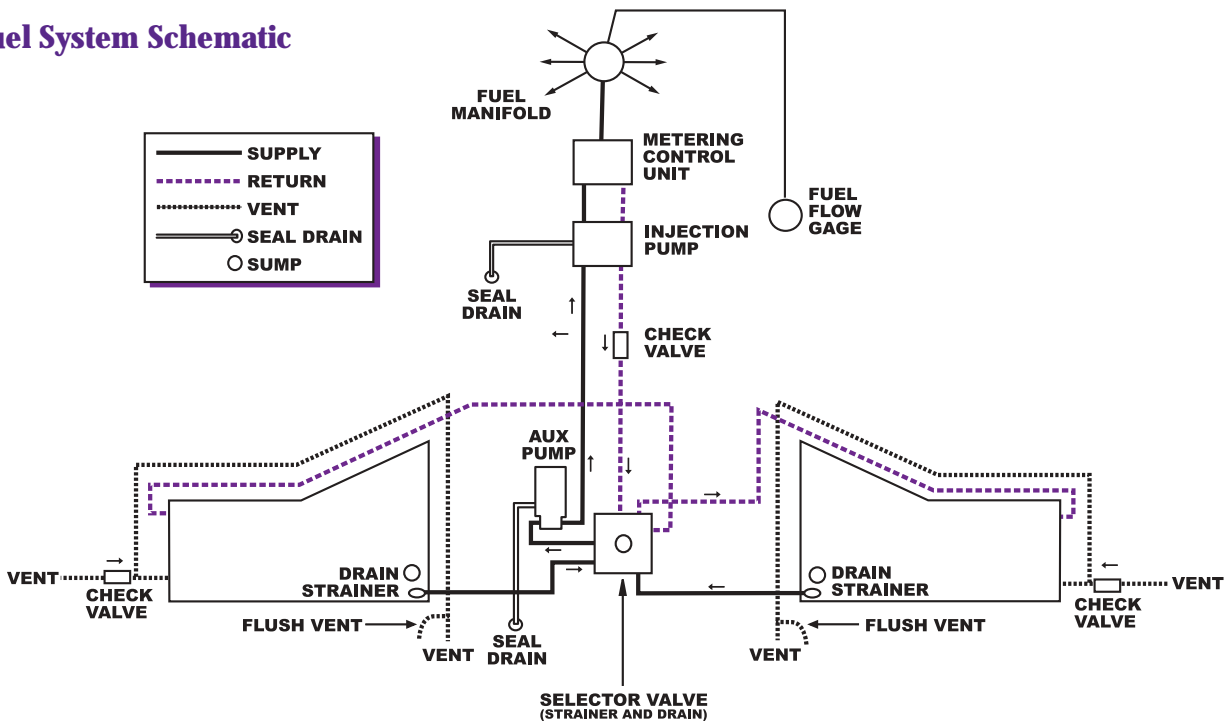 uel System Schematic
FUEL
MANIFOLD
METERING
CONTROL
UNIT
FUEL
FLOW
GAGE
SUPPLY
RETURN
VENT
SEAL DRAIN
SUMP
INJECTION
PUMP
SEAL
DRAIN
CHECK
VALVE
AUX
PUMP
VENT
CHECK
VALVE
DRAIN
STRAINER
FLUSH VENT
VENT
SEAL
DRAIN
DRAIN
STRAINER
FLUSH VENT
VENT
CHECK
VALVE
VENT
SELECTOR VALVE
(STRAINER AND DRAIN)